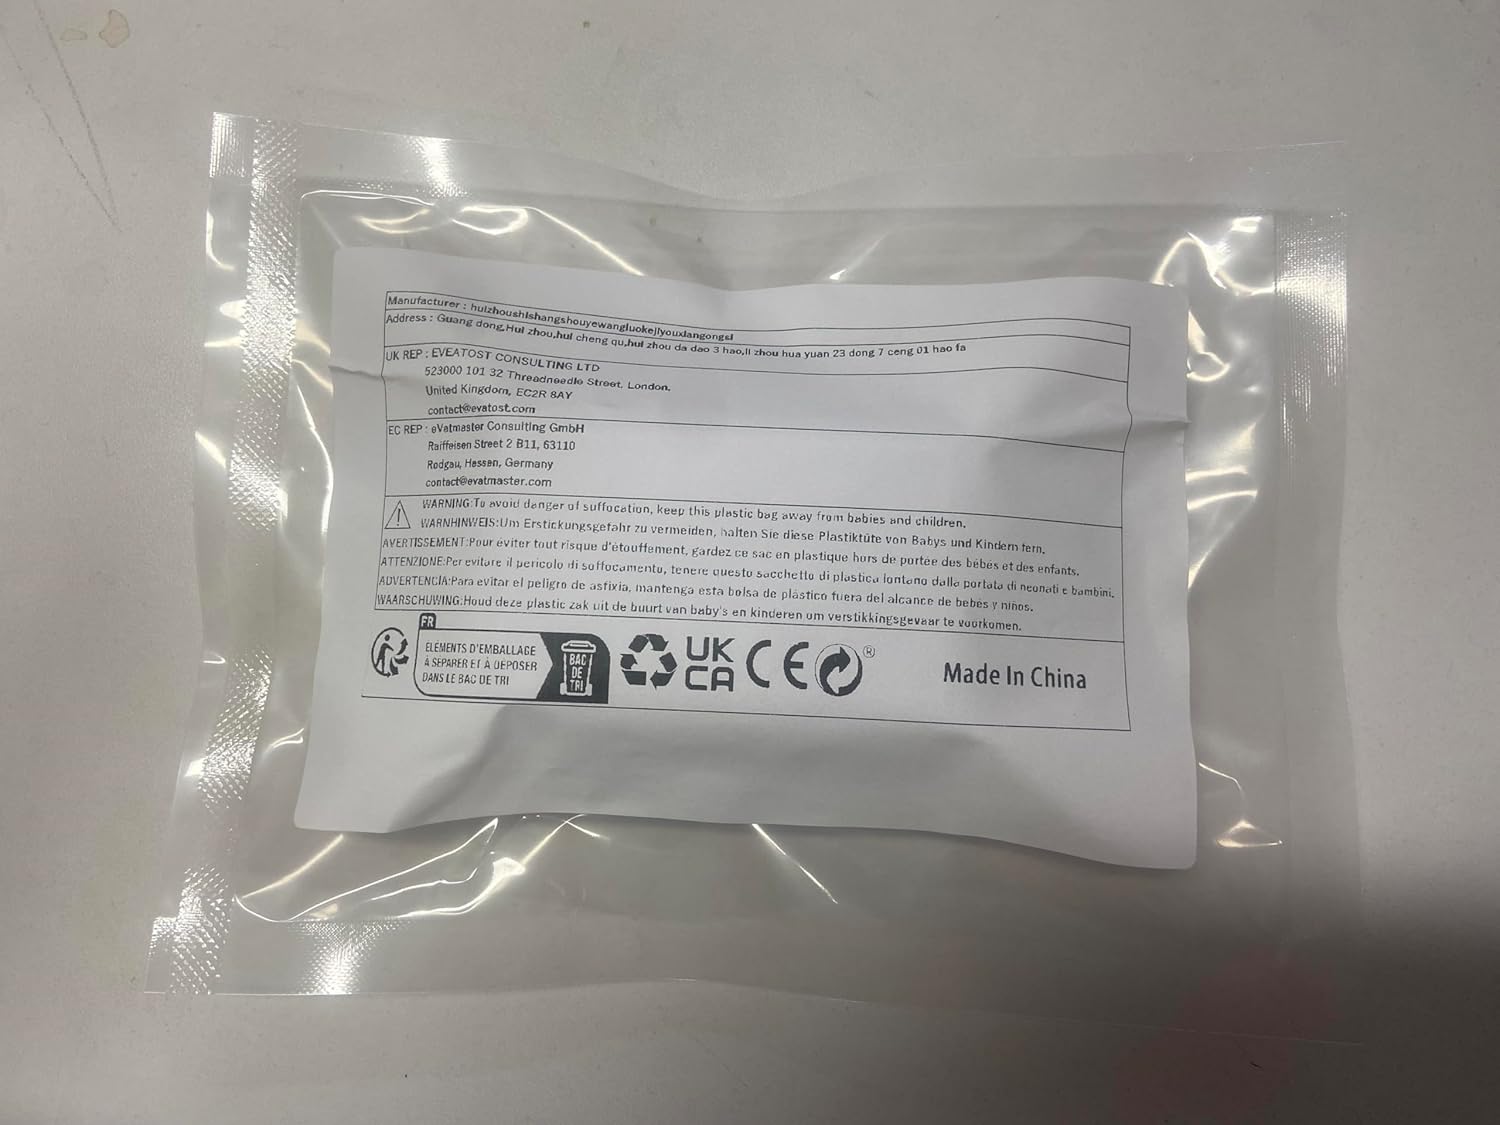 Manufacturer : huizhoushishangshouyewangluokejiyouxiangongsi
Address : Guang dong,Hui zhou,hui cheng qu,hui zhou da dao 3 hao,li zhou hua yuan 23 dong 7 ceng 01 hao fa
UK REP : EVEATOST CONSULTING LTD
523000 101 32 Threadneedle Street. London.
United Kingdom, EC2R 8AY
contact@evatost.com
EC REP : eVatmaster Consulting GmbH
Raiffeisen Street 2 B11, 63110
Rodgau, Hessen, Germany
contact@evatmaster.com
WARNING:To avoid danger of suffocation, keep this plastic bag away from babies and children.
WARNHINWEIS:Um Erstickungsgefahr zu vermeiden, halten Sie diese Plastiktüte von Babys und Kindern fern.
AVERTISSEMENT:Pour éviter tout risque d'étouffement, gardez ce sac en plastique hors de portée des bébés et des enfants.
ATTENZIONE:Per evitare il pericolo di soffocamento, tenere questo sacchetto di plastica lontano dalla portata di neonati e bambini.
ADVERTENCIA:Para evitar el peligro de asfixia, mantenga esta bolsa de plástico fuera del alcance de bebés y niños.
WAARSCHUWING:Houd deze plastic zak uit de buurt van baby's en kinderen om verstikkingsgevaar te voorkomen.
FR
ÉLÉMENTS D'EMBALLAGE
À SÉPARER ET À DÉPOSER
DANS LE BAC DE TRI
BAC
DE
TRI
UK
CA
CE
®
Made In China